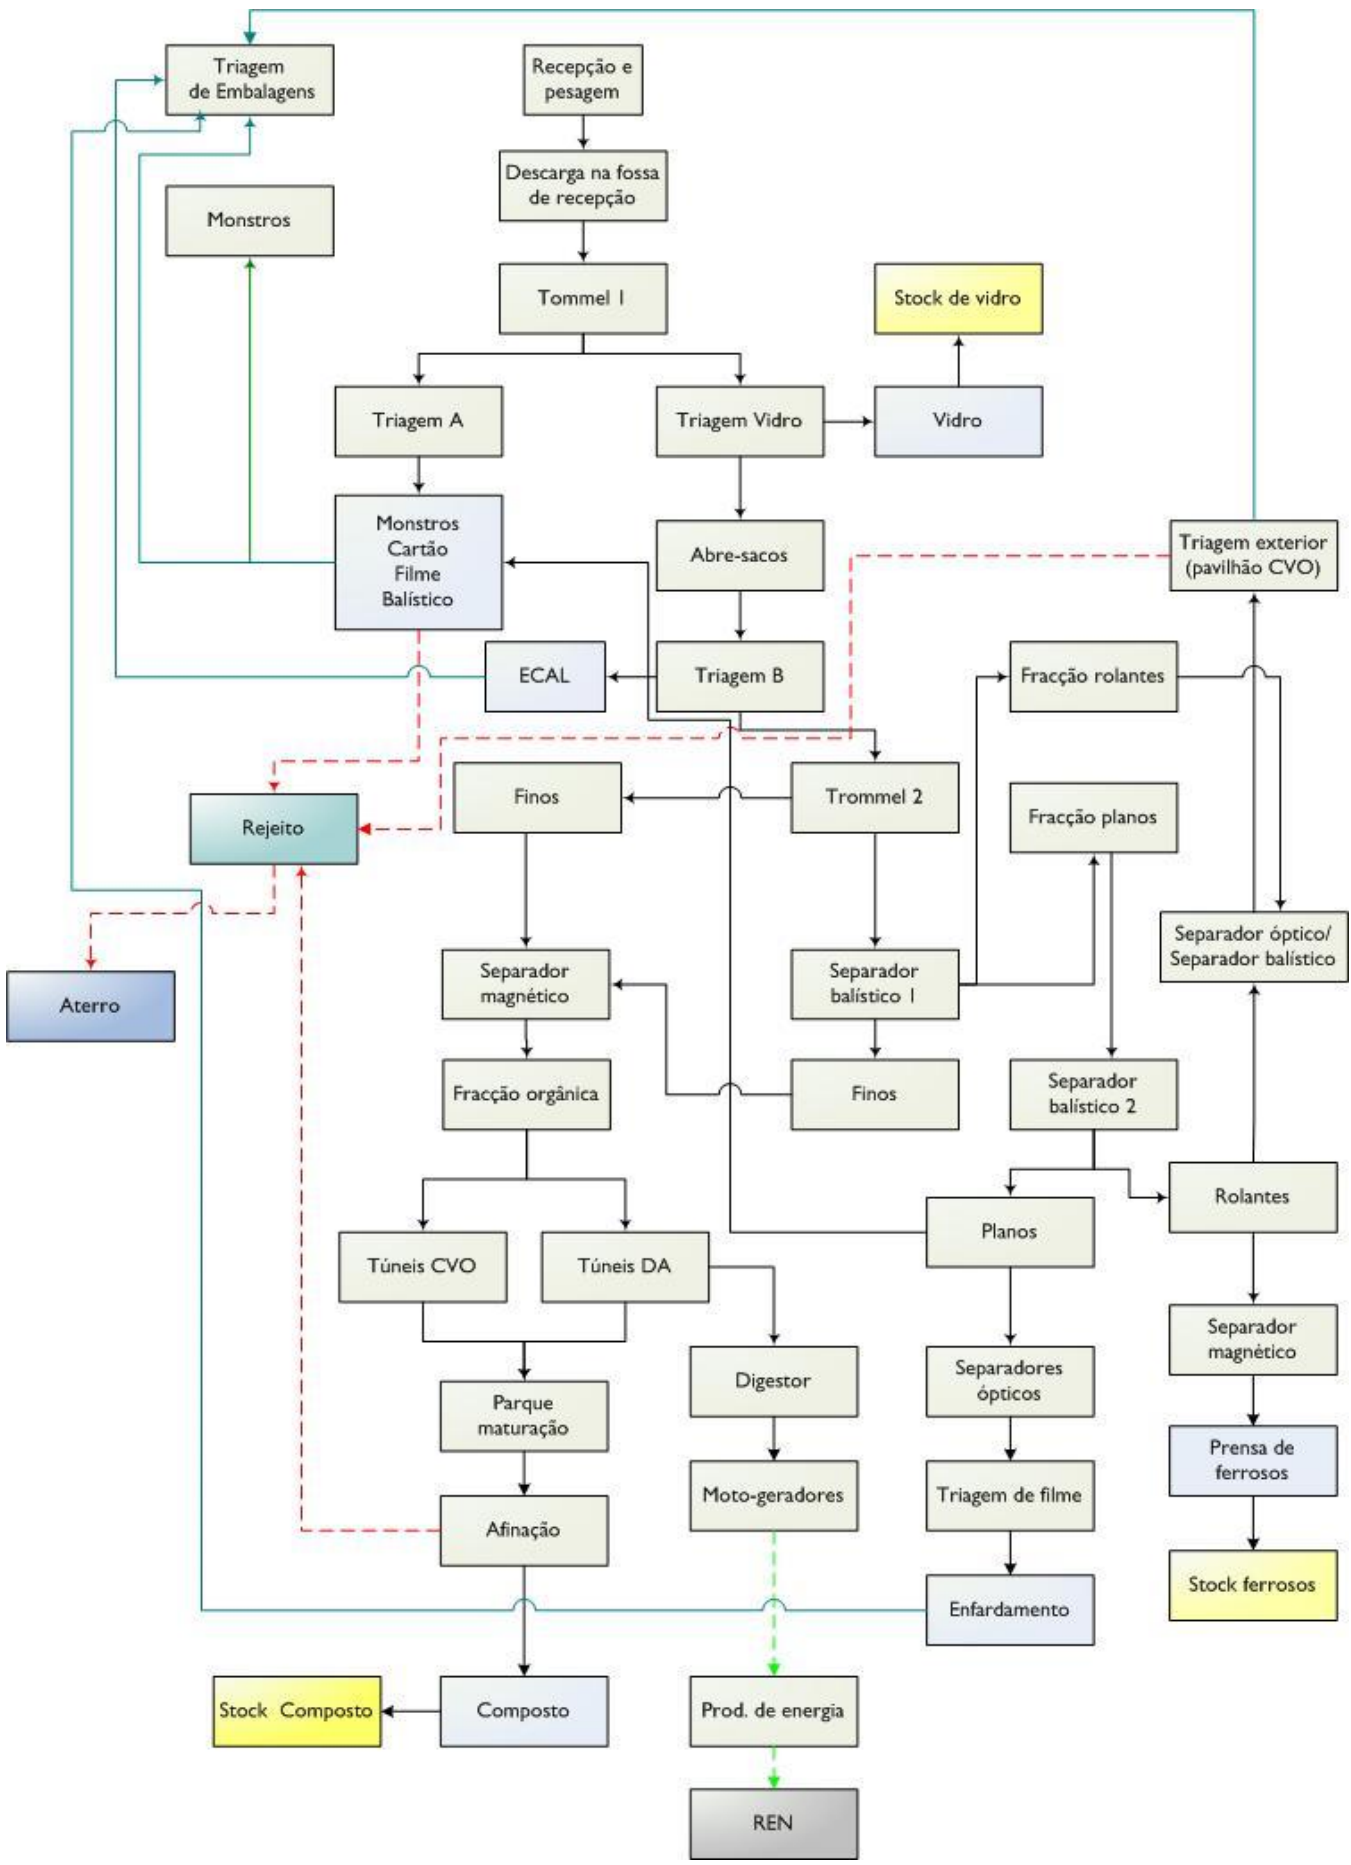 Triagem
de Embalagens
Recepção e
pesagem
Descarga na fossa
de recepção
Monstros
Tommel 1
Stock de vidro
Triagem A
Triagem Vidro
Vidro
Monstros
Cartão
Filme
Balístico
Abre-sacos
Triagem exterior
(pavilhão CVO)
ECAL
Triagem B
Fracção rolantes
Finos
Trommel 2
Fracção planos
Rejeito
Separador óptico/
Separador balístico
Aterro
Separador
magnético
Separador
balístico 1
Fracção orgânica
Finos
Separador
balístico 2
Rolantes
Planos
Túneis CVO
Túneis DA
Separador
magnético
Digestor
Separadores
ópticos
Parque
maturação
Prensa de
ferrosos
Moto-geradores
Triagem de filme
Afinação
Stock ferrosos
Enfardamento
Stock Composto
Composto
Prod. de energia
REN